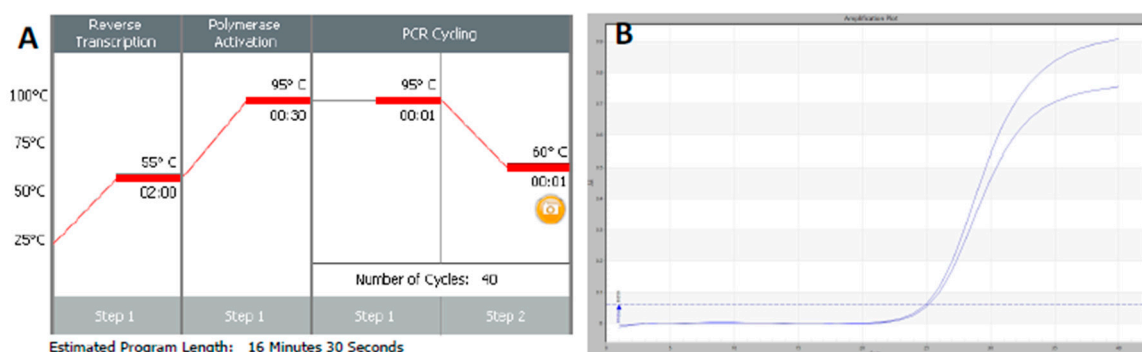 A
Reverse
Transcription
Polymerase
Activation
PCR Cycling
100°C
75°C
50°C
25°C
55° C
02:00
95° C
00:30
95° C
00:01
60° C
00:01
Number of Cycles: 40
Step 1
Step 1
Step 1
Step 2
Estimated Program Length: 16 Minutes 30 Seconds
B
Amplification Plot